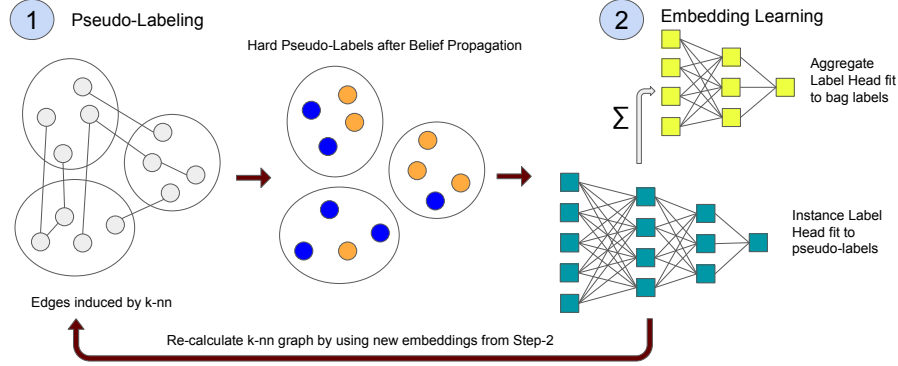 1 Pseudo-Labeling
2 Embedding Learning
Hard Pseudo-Labels after Belief Propagation
Aggregate
Label Head fit
to bag labels
Σ
Instance Label
Head fit to
pseudo-labels
Edges induced by k-nn
Re-calculate k-nn graph by using new embeddings from Step-2